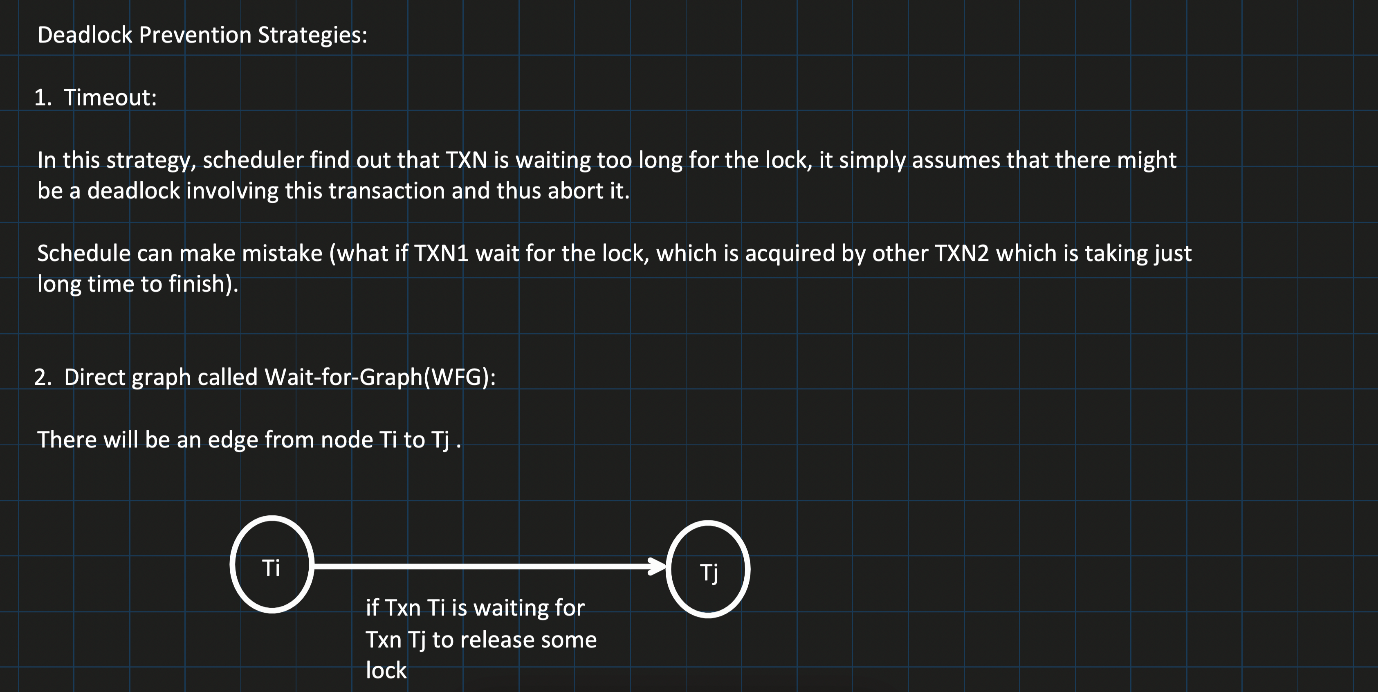 Deadlock Prevention Strategies:
1. Timeout:
In this strategy, scheduler find out that TXN is waiting too long for the lock, it simply assumes that there might
be a deadlock involving this transaction and thus abort it.
Schedule can make mistake (what if TXN1 wait for the lock, which is acquired by other TXN2 which is taking just
long time to finish).
2. Direct graph called Wait-for-Graph(WFG):
There will be an edge from node Ti to Tj .
Ti
Tj
if Txn Ti is waiting for
Txn Tj to release some
lock